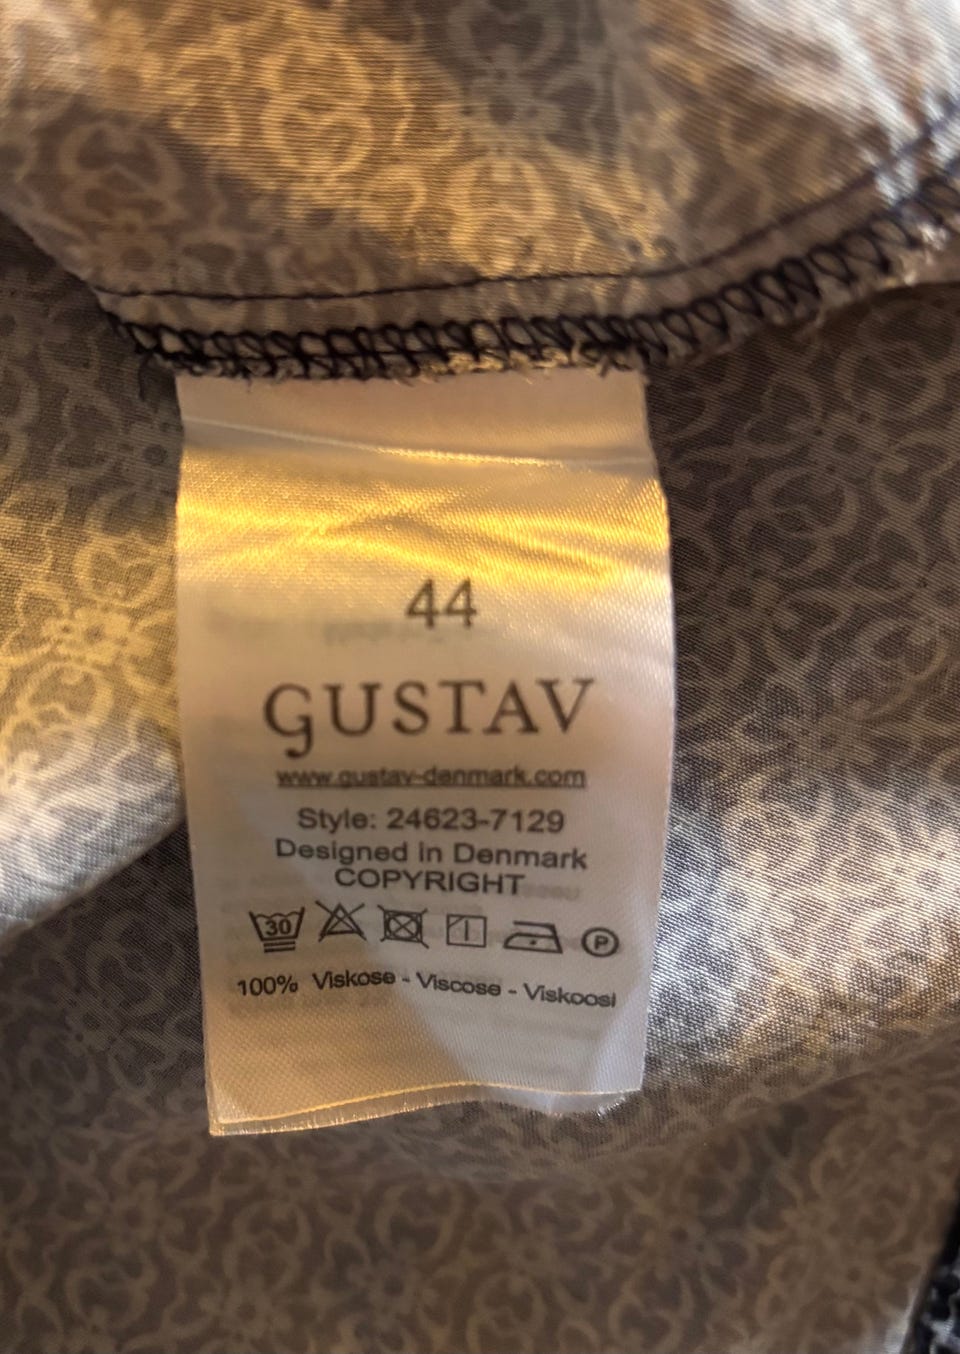 44
GUSTAV
www.gustav-denmark.com
Style: 24623-7129
Designed in Denmark
COPYRIGHT
30 P
100% Viskose - Viscose - Viskoosi